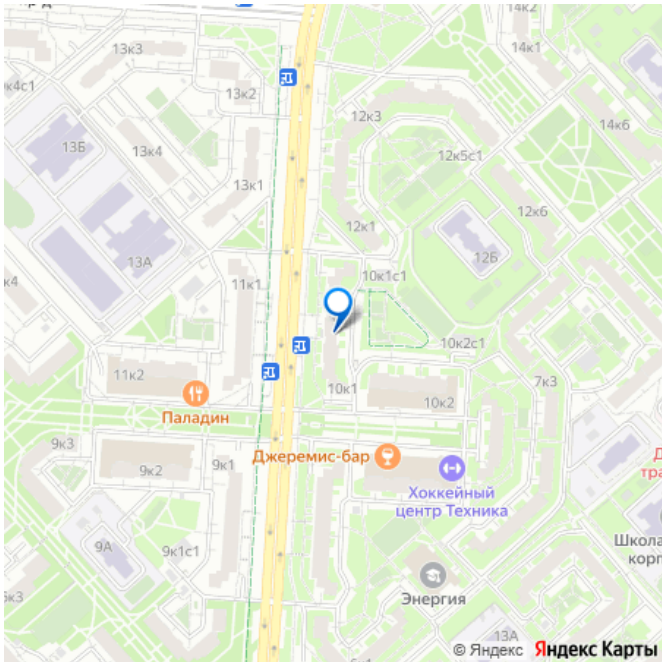 14к2
13к3
14к1
13к2
12к3
14к6
13Б
13к4
12к5с1
13к1
12к6
12к1
12Б
13А
10к1с1
11к1
к4
10к2с1
11к2
7к3
10к1
10к2
Паладин
9к3
9к2
9к1
Джеремис-бар
Хоккейный
центр Техника
Школа
корп
9А
9к1с1
Энергия
13А
© Яндекс
Яндекс Карты